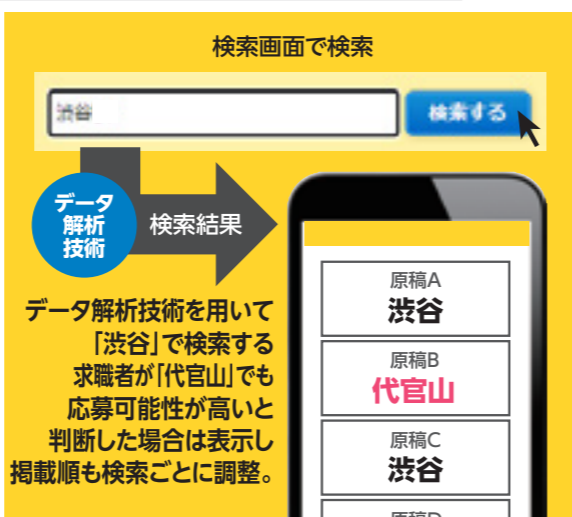 検索画面で検索
渋谷
検索する
データ
解析
技術
検索結果
データ解析技術を用いて
「渋谷」で検索する
求職者が「代官山」でも
応募可能性が高いと
判断した場合は表示し
掲載順も検索ごとに調整。
原稿A
渋谷
原稿B
代官山
原稿C
渋谷
原稿D